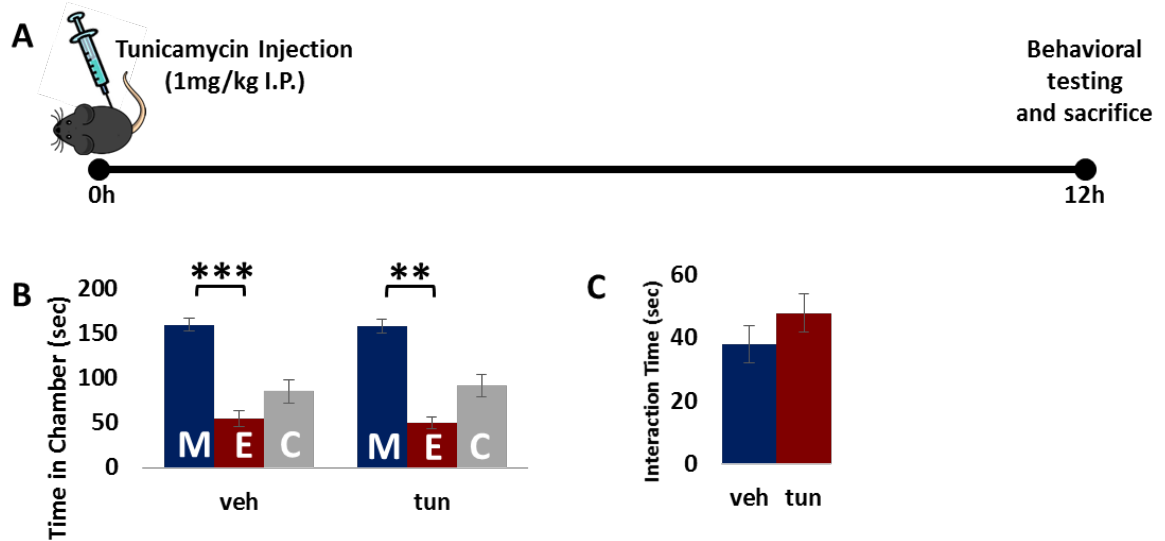 A
Tunicamycin Injection
(1mg/kg I.P.)
Behavioral
testing
and sacrifice
0h
12h
B
Time in Chamber (sec)
200
150
100
50
0
***
**
M E C
M E C
veh
tun
C
Interaction Time (sec)
60
40
20
0
veh tun